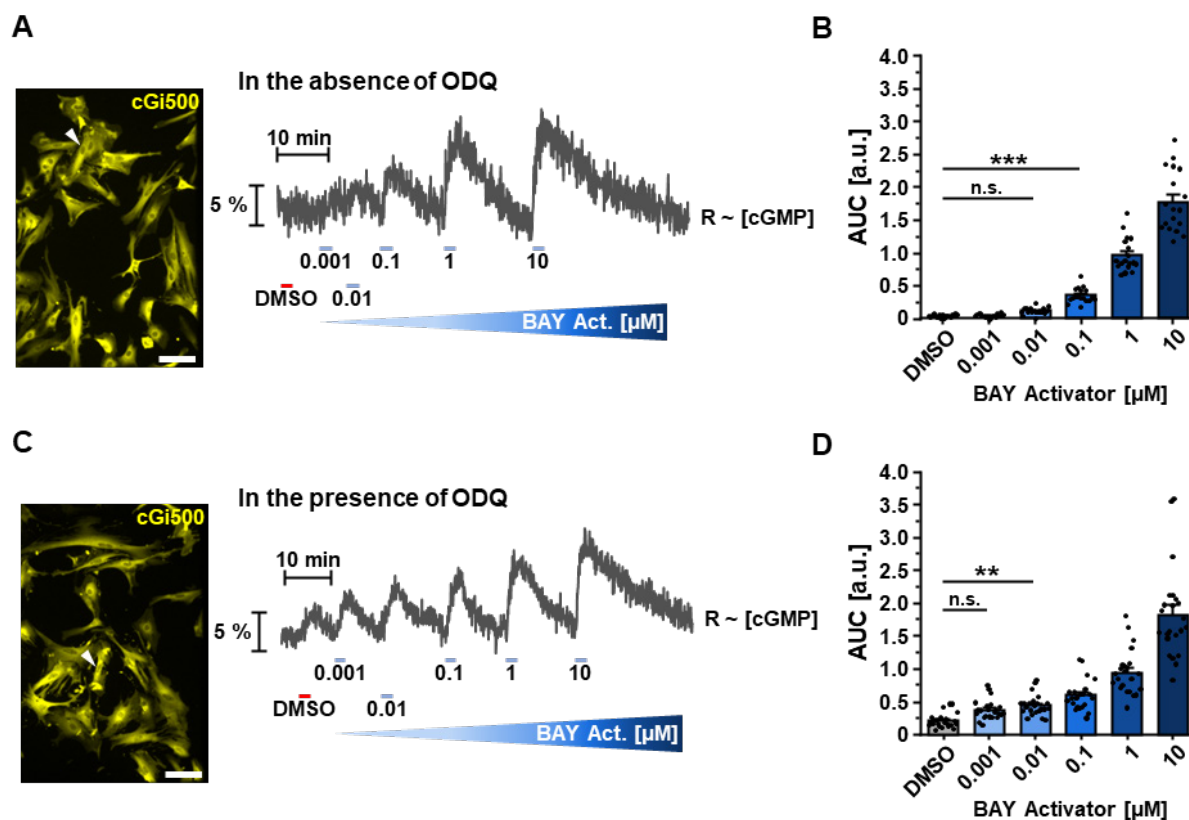 A
cGi500
In the absence of ODQ
10 min
5 %
R ~ [cGMP]
0.001
0.1
1
10
DMSO
0.01
BAY Act. [µM]
B
AUC [a.u.]
4.0
3.5
3.0
2.5
2.0
1.5
1.0
0.5
0
***
n.s.
DMSO
0.001
0.01
0.1
1
10
BAY Activator [µM]
C
cGi500
In the presence of ODQ
10 min
5 %
R ~ [cGMP]
0.001
0.1
1
10
DMSO
0.01
BAY Act. [µM]
D
AUC [a.u.]
4.0
3.5
3.0
2.5
2.0
1.5
1.0
0.5
0
**
n.s.
DMSO
0.001
0.01
0.1
1
10
BAY Activator [µM]